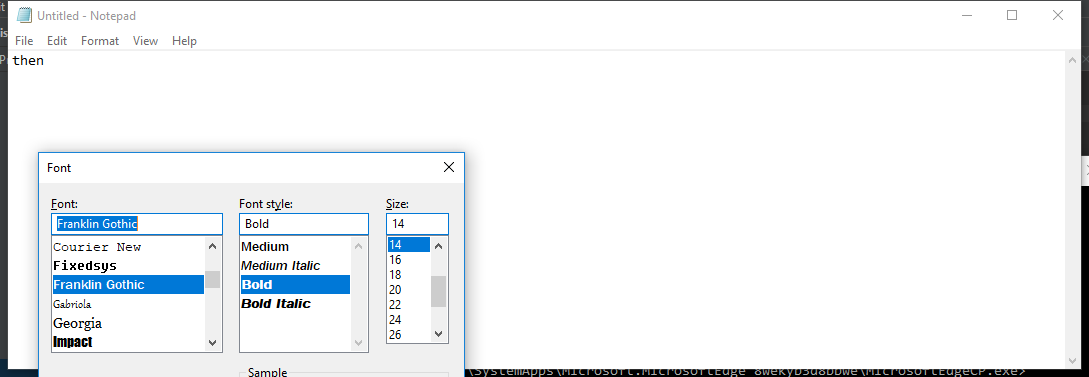 Untitled - Notepad
File Edit Format View Help
then
Font
Font: Font style: Size:
Franklin Gothic Bold 14
Courier New Medium 14
Fixedsys Medium Italic 16
Franklin Gothic Bold 18
Gabriola Bold Italic 20
Georgia 22
Impact 24
26
Sample
\SystemApps\Microsoft.MicrosoftEdge_8wekyb3d8bbwe\MicrosoftEdgeCP.exe>